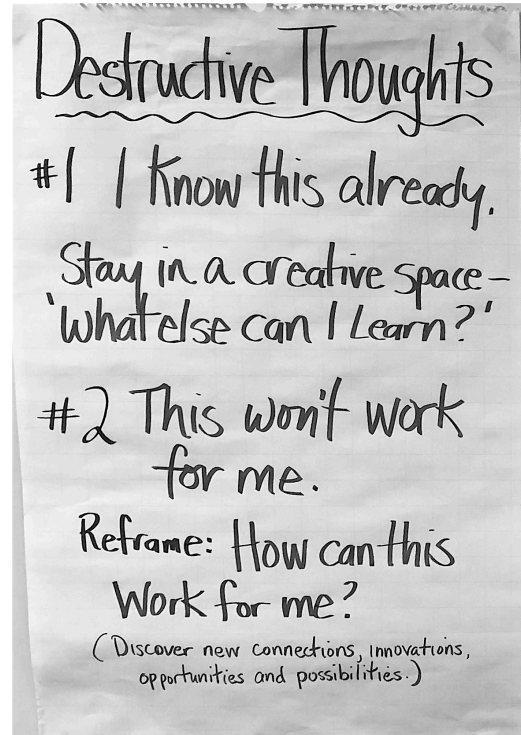 Destructive Thoughts
#1 I Know this already.
Stay in a creative space –
'What else can I Learn?'
#2 This won't work
for me.
Reframe: How can this
Work for me?
(Discover new connections, innovations,
opportunities and possibilities.)